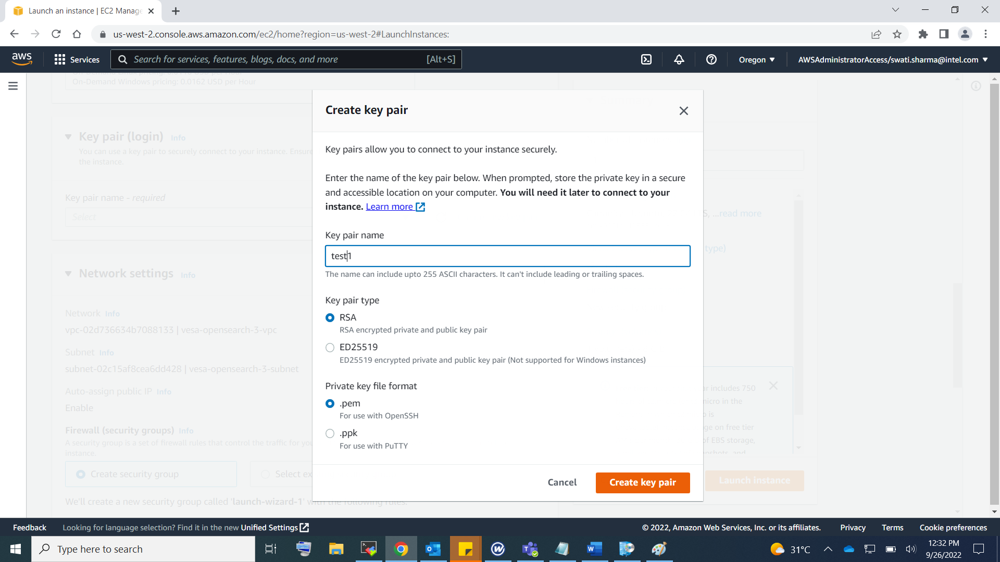 Launch an instance | EC2 Manage
us-west-2.console.aws.amazon.com/ec2/home?region=us-west-2#LaunchInstances:
aws
Services
Search for services, features, blogs, docs, and more
[Alt+S]
Oregon
AWSAdministratorAccess/swati.sharma@intel.com
On-Demand Windows pricing: 0.0162 USD per Hour
Key pair (login) Info
You can use a key pair to securely connect to your instance. Ensure
the instance.
Key pair name - required
Select
Network settings Info
Network Info
vpc-02d736634b7088133 | vesa-opensearch-3-vpc
Subnet Info
subnet-02c15af8cea6dd428 | vesa-opensearch-3-subnet
Auto-assign public IP Info
Enable
Firewall (security groups) Info
A security group is a set of firewall rules that control the traffic for you
instance.
Create security group
Select ex
We'll create a new security group called 'launch-wizard-1' with the following rules:
Create key pair
Key pairs allow you to connect to your instance securely.
Enter the name of the key pair below. When prompted, store the private key in a secure
and accessible location on your computer. You will need it later to connect to your
instance. Learn more
Key pair name
test1
The name can include upto 255 ASCII characters. It can't include leading or trailing spaces.
Key pair type
RSA
RSA encrypted private and public key pair
ED25519
ED25519 encrypted private and public key pair (Not supported for Windows instances)
Private key file format
.pem
For use with OpenSSH
.ppk
For use with PuTTY
Cancel
Create key pair
S, ...read more
type)
ar includes 750
micro in the
is
ge on free tier
of EBS storage,
and
Launch instance
Feedback
Looking for language selection? Find it in the new Unified Settings
© 2022, Amazon Web Services, Inc. or its affiliates.
Privacy
Terms
Cookie preferences
Type here to search
31°C
12:32 PM
9/26/2022